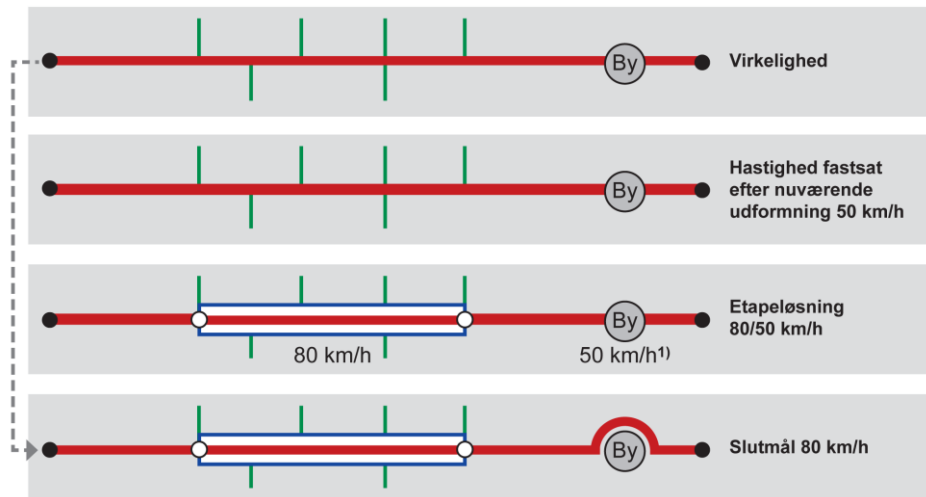 By
Virkelighed
By
Hastighed fastsat
efter nuværende
udformning 50 km/h
By
Etapeløsning
80/50 km/h
80 km/h
50 km/h¹⁾
By
Slutmål 80 km/h